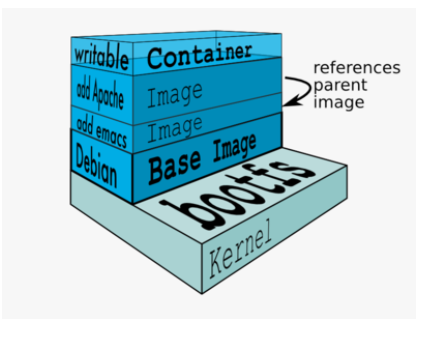 writable Container
add Apache Image
add emacs Image
Debian Base Image
references
parent
image
bootfs
Kernel